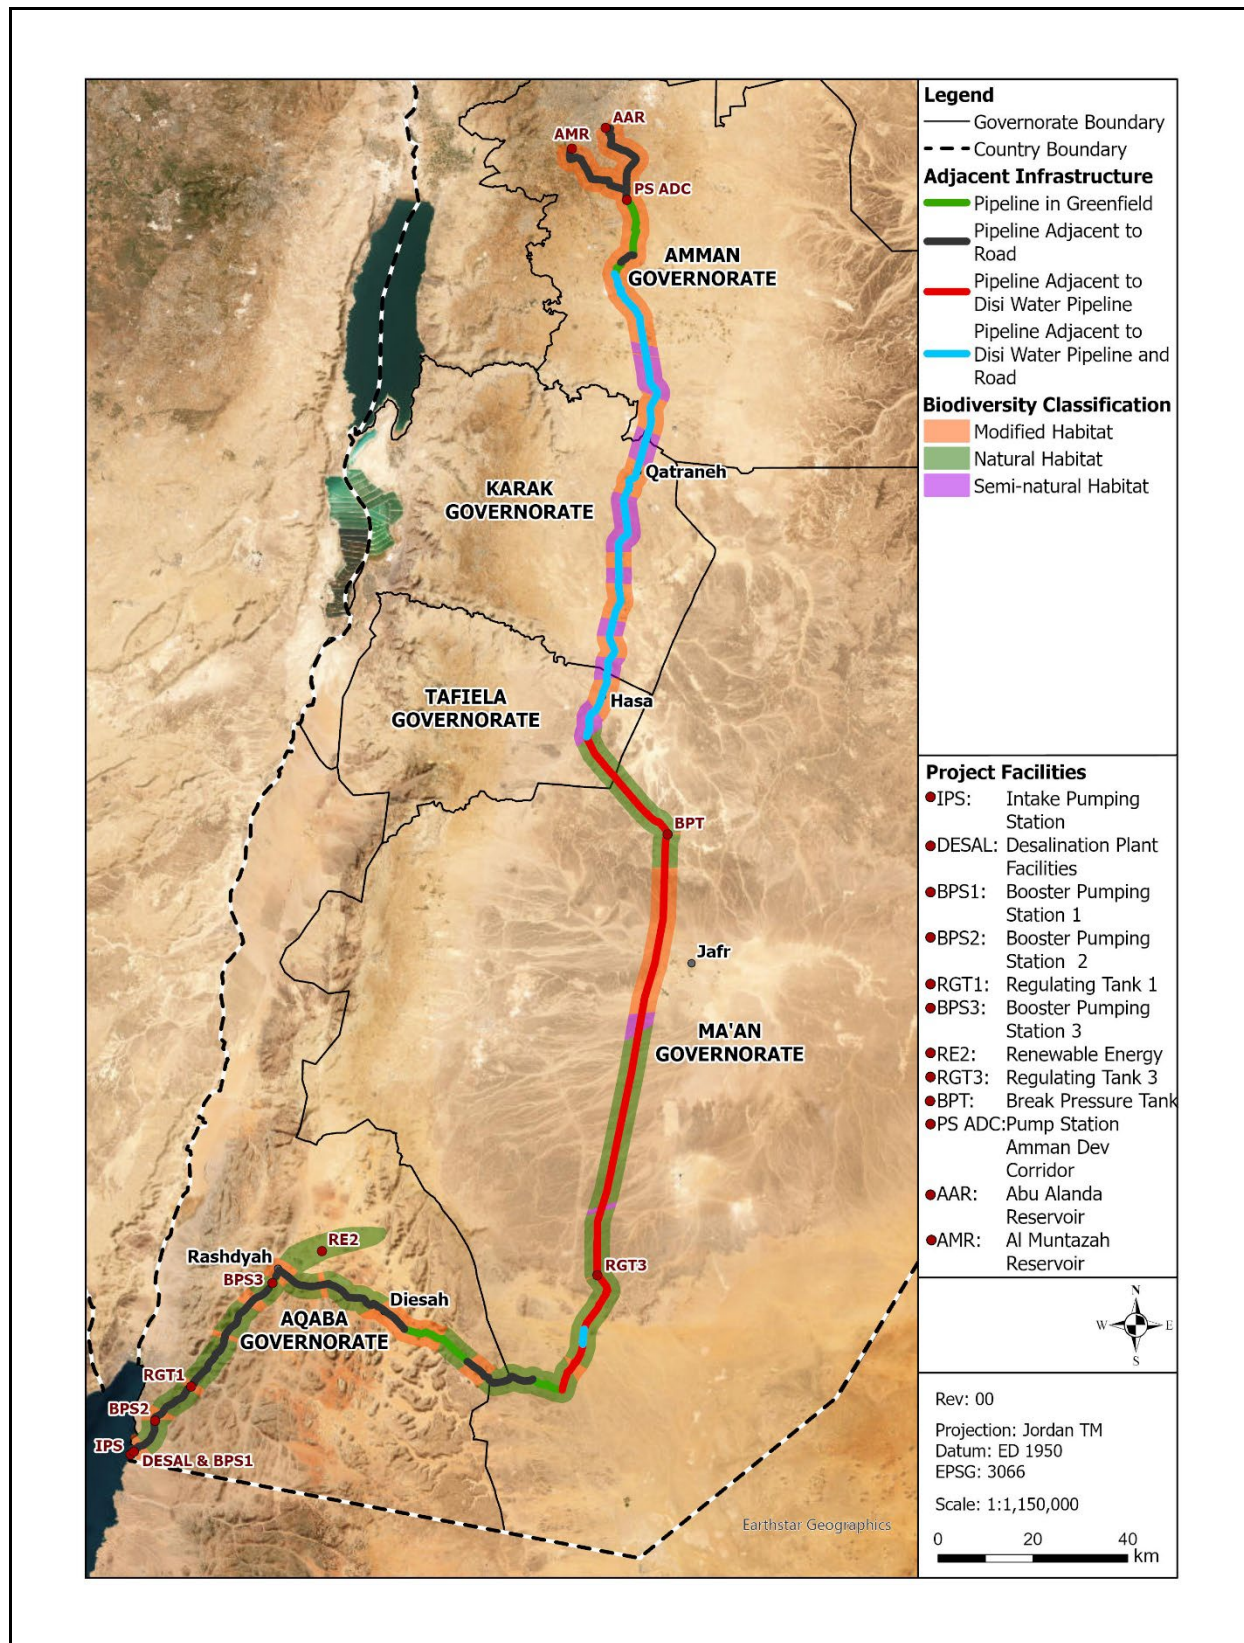 AAR
AMR
PS ADC
AMMAN
GOVERNORATE
Qatraneh
KARAK
GOVERNORATE
TAFIELA
GOVERNORATE
Hasa
BPT
Jafr
MA'AN
GOVERNORATE
RE2
Rashdyah
BPS3
RGT3
Diesah
AQABA
GOVERNORATE
RGT1
BPS2
IPS
DESAL & BPS1
Earthstar Geographics
Legend
Governorate Boundary
Country Boundary
Adjacent Infrastructure
Pipeline in Greenfield
Pipeline Adjacent to
Road
Pipeline Adjacent to
Disi Water Pipeline
Pipeline Adjacent to
Disi Water Pipeline and
Road
Biodiversity Classification
Modified Habitat
Natural Habitat
Semi-natural Habitat
Project Facilities
IPS: Intake Pumping
Station
DESAL: Desalination Plant
Facilities
BPS1: Booster Pumping
Station 1
BPS2: Booster Pumping
Station 2
RGT1: Regulating Tank 1
BPS3: Booster Pumping
Station 3
RE2: Renewable Energy
RGT3: Regulating Tank 3
BPT: Break Pressure Tank
PS ADC: Pump Station
Amman Dev
Corridor
AAR: Abu Alanda
Reservoir
AMR: Al Muntazah
Reservoir
N
W E
S
Rev: 00
Projection: Jordan TM
Datum: ED 1950
EPSG: 3066
Scale: 1:1,150,000
0 20 40
km